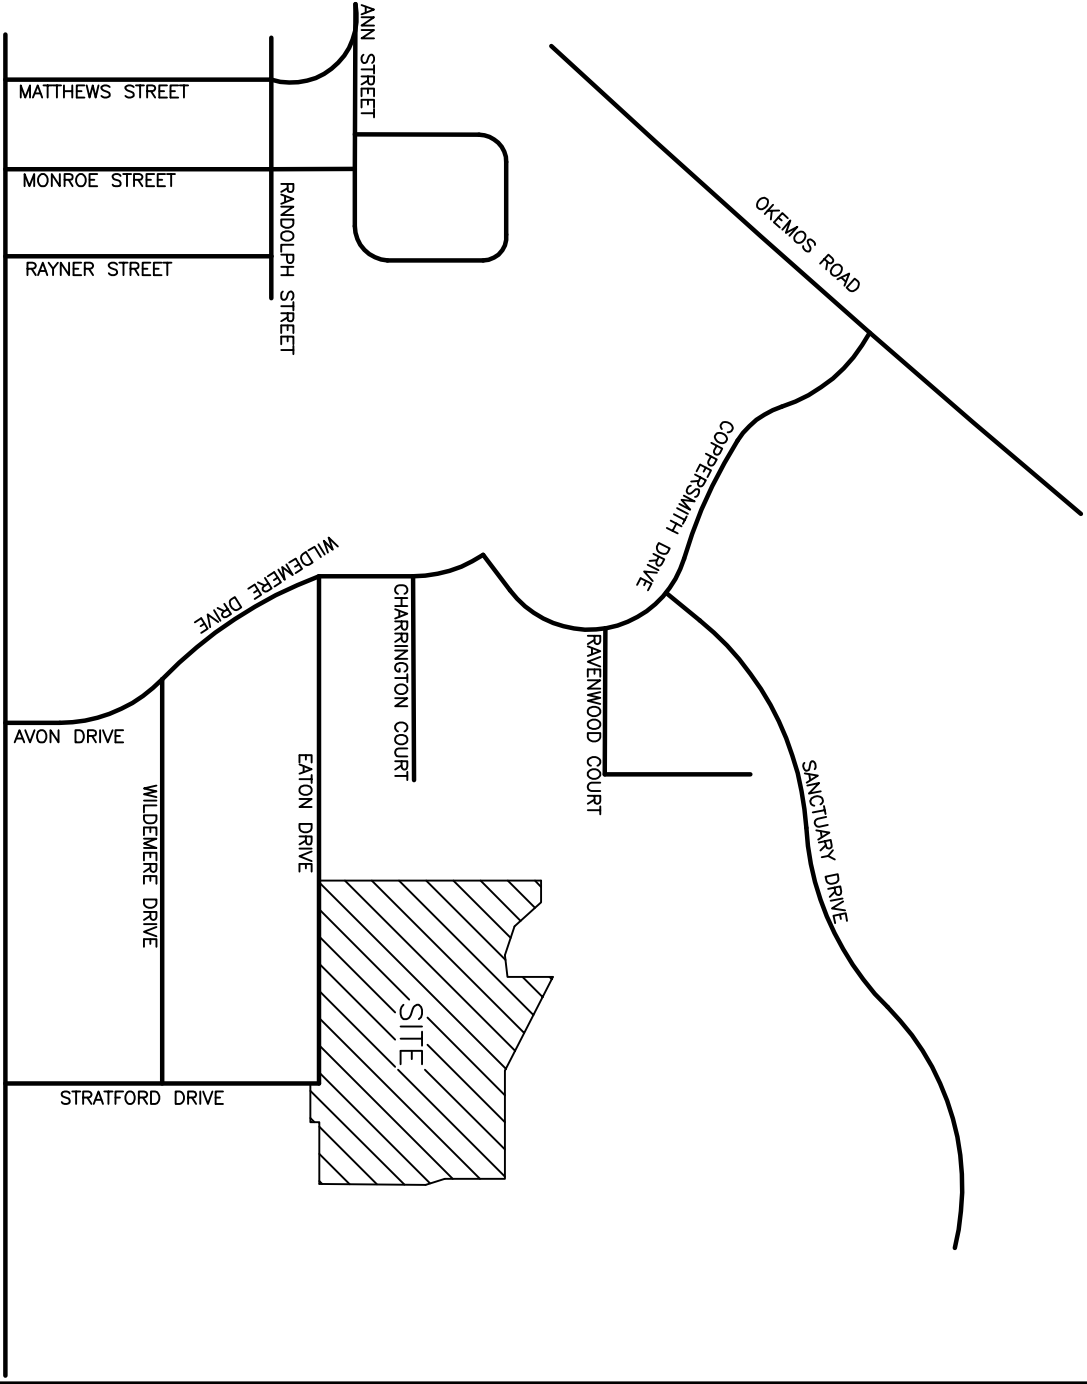 ANN STREET
MATTHEWS STREET
MONROE STREET
RANDOLPH STREET
RAYNER STREET
OKEMOS ROAD
COPPERSMITH DRIVE
WILDEMERE DRIVE
CHARRINGTON COURT
RAVENWOOD COURT
AVON DRIVE
EATON DRIVE
WILDEMERE DRIVE
SANCTUARY DRIVE
SITE
STRATFORD DRIVE